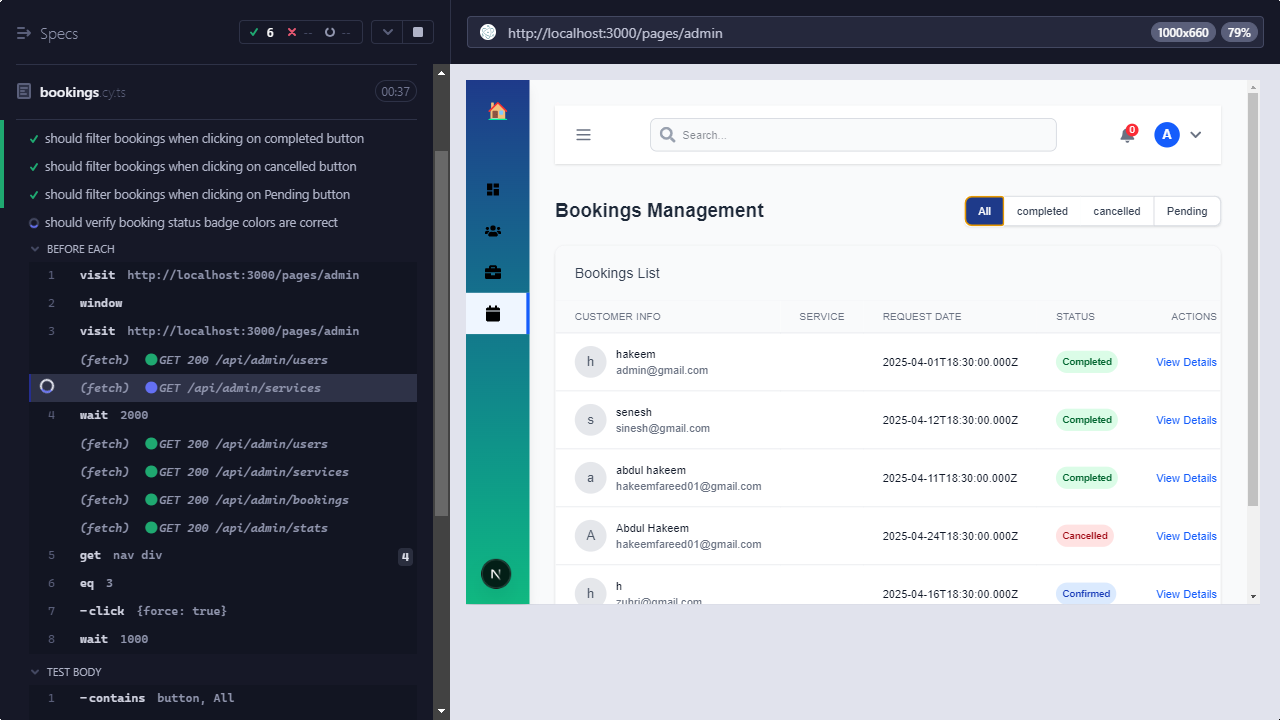 Specs
6
--
--
http://localhost:3000/pages/admin
1000x660
79%
bookings.cy.ts
00:37
should filter bookings when clicking on completed button
should filter bookings when clicking on cancelled button
should filter bookings when clicking on Pending button
should verify booking status badge colors are correct
BEFORE EACH
1 visit http://localhost:3000/pages/admin
2 window
3 visit http://localhost:3000/pages/admin
(fetch) GET 200 /api/admin/users
(fetch) GET /api/admin/services
4 wait 2000
(fetch) GET 200 /api/admin/users
(fetch) GET 200 /api/admin/services
(fetch) GET 200 /api/admin/bookings
(fetch) GET 200 /api/admin/stats
5 get nav div 4
6 eq 3
7 -click {force: true}
8 wait 1000
TEST BODY
1 -contains button, All
Search...
0
A
Bookings Management
All completed cancelled Pending
Bookings List
CUSTOMER INFO SERVICE REQUEST DATE STATUS ACTIONS
h hakeem
admin@gmail.com
2025-04-01T18:30:00.000Z Completed View Details
s senesh
sinesh@gmail.com
2025-04-12T18:30:00.000Z Completed View Details
a abdul hakeem
hakeemfareed01@gmail.com
2025-04-11T18:30:00.000Z Completed View Details
A Abdul Hakeem
hakeemfareed01@gmail.com
2025-04-24T18:30:00.000Z Cancelled View Details
h h
zuhri@gmail.com
2025-04-16T18:30:00.000Z Confirmed View Details
N